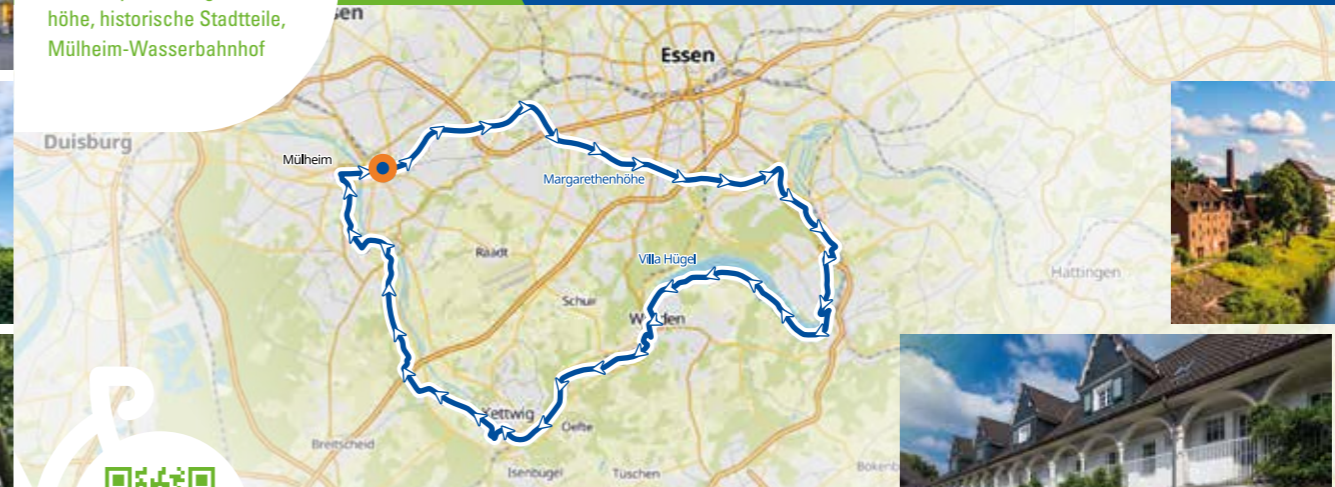 höhe, historische Stadtteile,
Mülheim-Wasserbahnhof
Essen
Duisburg
Mülheim
Margarethenhöhe
Raadt
Villa Hügel
Hattingen
Schuir
Kettwig
Oefte
Breitscheid
Isenbügel
Tüschen